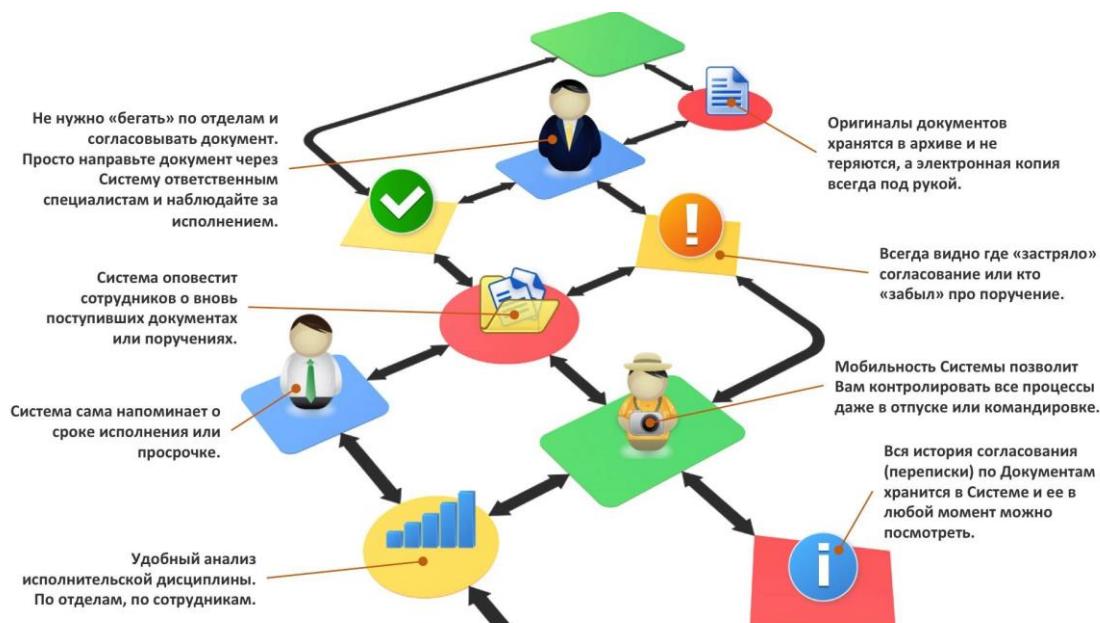 Не нужно «бегать» по отделам и
согласовывать документ.
Просто направьте документ через
Систему ответственным
специалистам и наблюдайте за
исполнением.
Оригиналы документов
хранятся в архиве и не
теряются, а электронная копия
всегда под рукой.
Система оповестит
сотрудников о вновь
поступивших документах
или поручениях.
Всегда видно где «застряло»
согласование или кто
«забыл» про поручение.
Система сама напоминает о
сроке исполнения или
просрочке.
Мобильность Системы позволит
Вам контролировать все процессы
даже в отпуске или командировке.
Удобный анализ
исполнительской дисциплины.
По отделам, по сотрудникам.
Вся история согласования
(переписки) по Документам
хранится в Системе и ее в
любой момент можно
посмотреть.